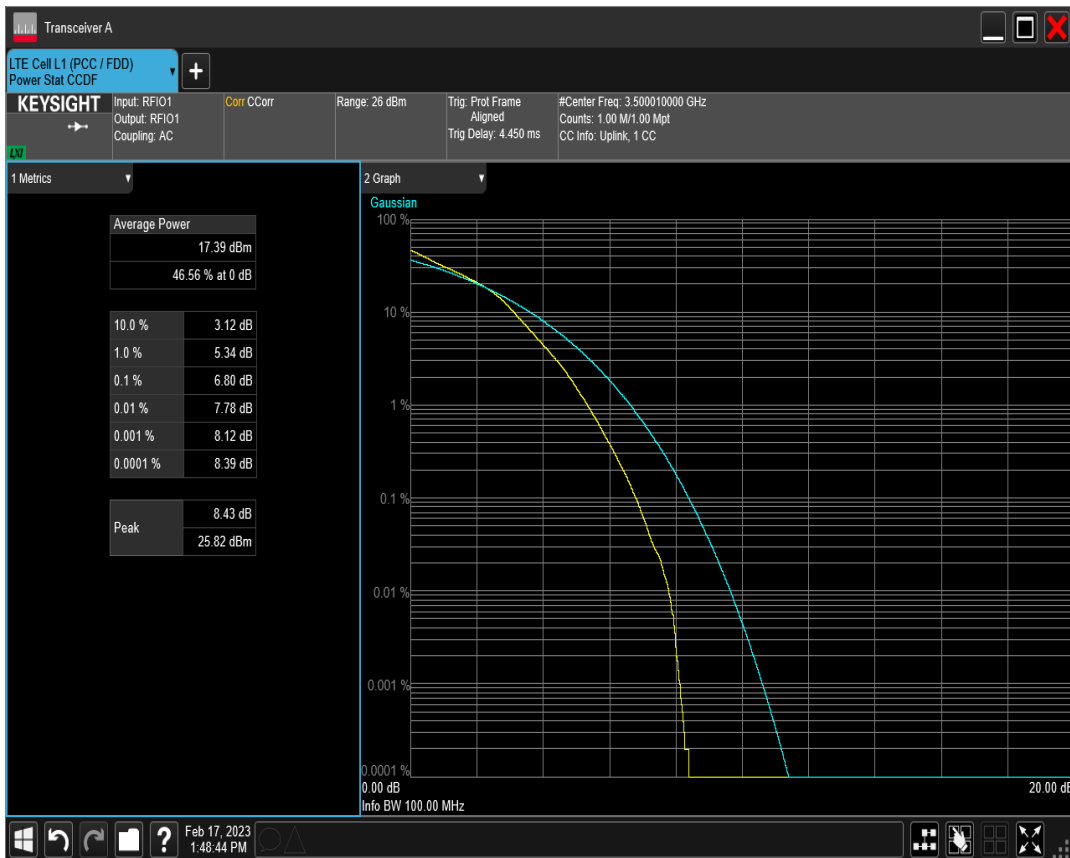 Transceiver A
LTE Cell L1 (PCC / FDD)
Power Stat CCDF
KEYSIGHT
LXI
Input: RFIO1
Output: RFIO1
Coupling: AC
Corr CCorr
Range: 26 dBm
Trig: Prot Frame
Aligned
Trig Delay: 4.450 ms
#Center Freq: 3.500010000 GHz
Counts: 1.00 M/1.00 Mpt
CC Info: Uplink, 1 CC
1 Metrics
Average Power
17.39 dBm
46.56 % at 0 dB
10.0 % 3.12 dB
1.0 % 5.34 dB
0.1 % 6.80 dB
0.01 % 7.78 dB
0.001 % 8.12 dB
0.0001 % 8.39 dB
Peak
8.43 dB
25.82 dBm
2 Graph
Gaussian
100 %
10 %
1 %
0.1 %
0.01 %
0.001 %
0.0001 %
0.00 dB 20.00 dB
Info BW 100.00 MHz
?
Feb 17, 2023
1:48:44 PM